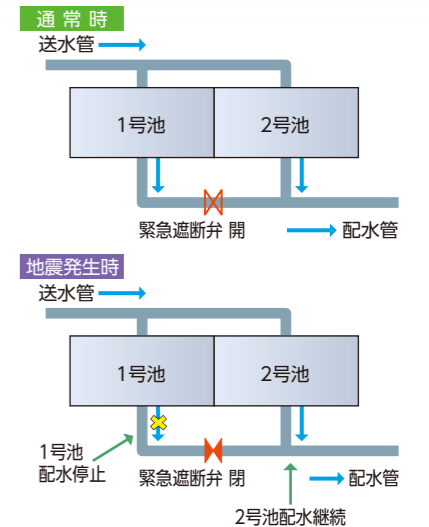 通常時
送水管
1号池
2号池
緊急遮断弁 開
配水管
地震発生時
送水管
1号池
2号池
1号池
配水停止
緊急遮断弁 閉
配水管
2号池配水継続